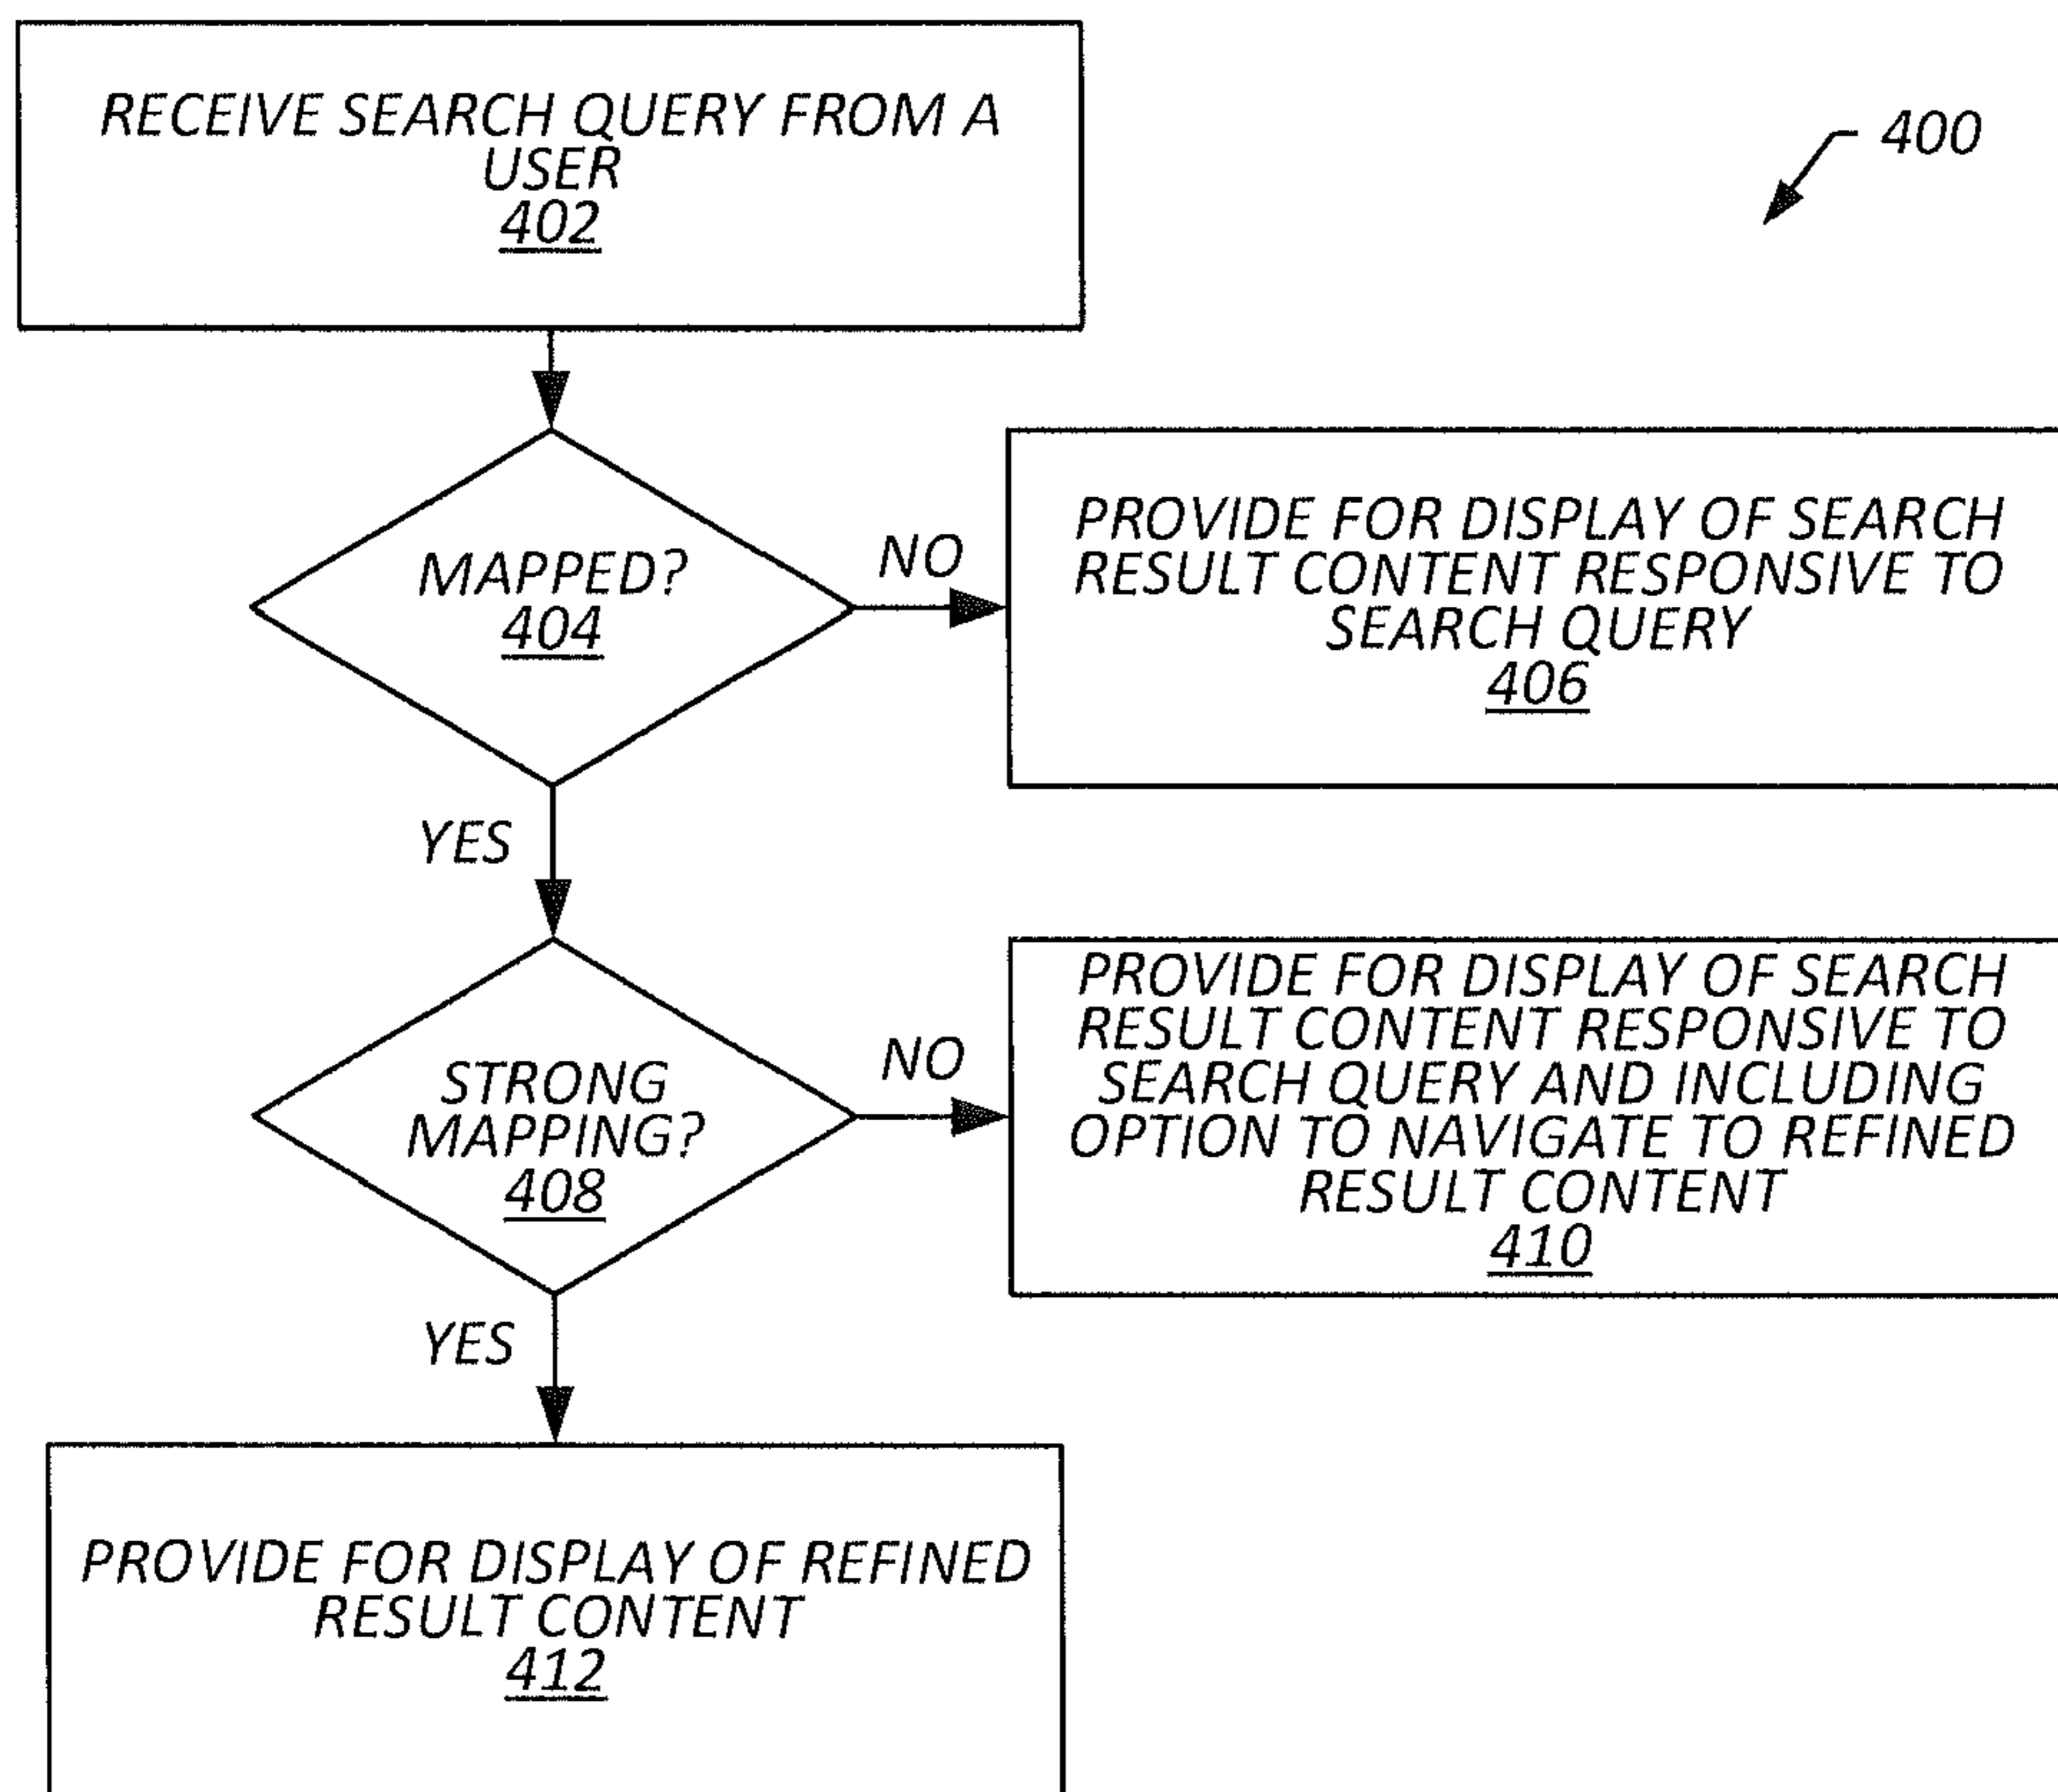 RECEIVE SEARCH QUERY FROM A
USER
402
400
MAPPED?
404
NO
PROVIDE FOR DISPLAY OF SEARCH
RESULT CONTENT RESPONSIVE TO
SEARCH QUERY
406
YES
STRONG
MAPPING?
408
NO
PROVIDE FOR DISPLAY OF SEARCH
RESULT CONTENT RESPONSIVE TO
SEARCH QUERY AND INCLUDING
OPTION TO NAVIGATE TO REFINED
RESULT CONTENT
410
YES
PROVIDE FOR DISPLAY OF REFINED
RESULT CONTENT
412